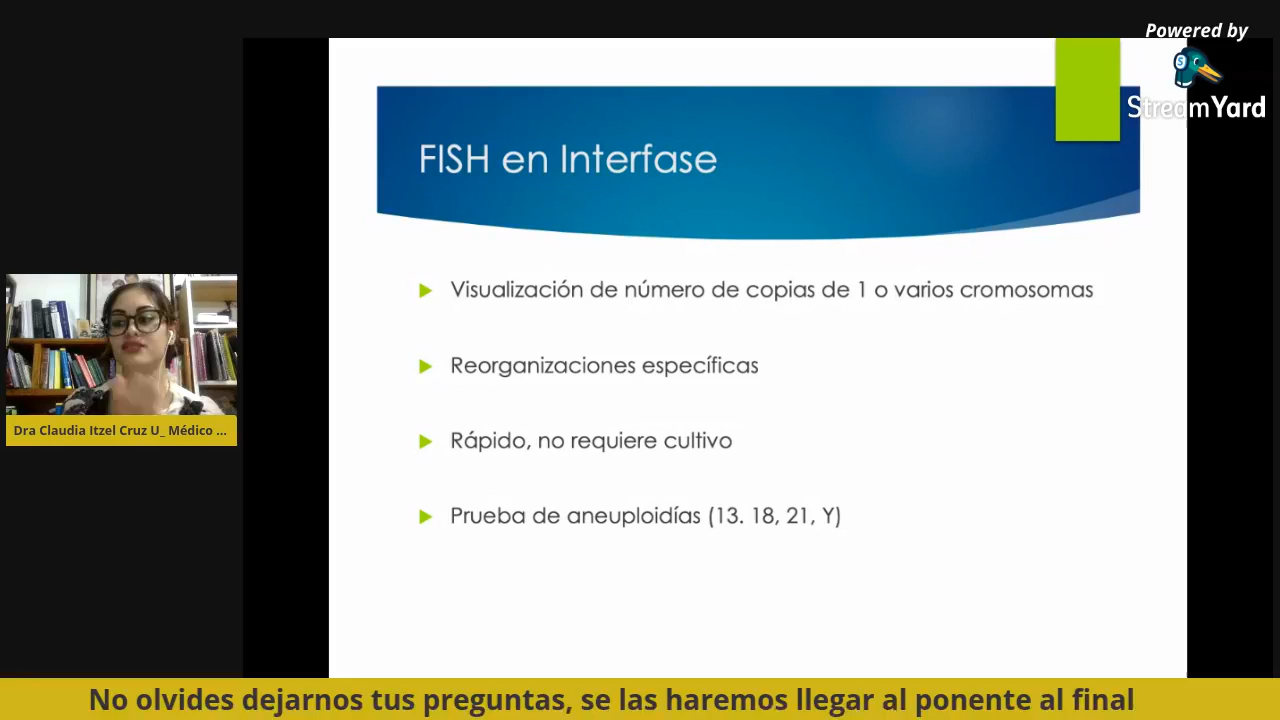 Powered by
StreamYard
FISH en Interfase
Visualización de número de copias de 1 o varios cromosomas
Reorganizaciones específicas
Rápido, no requiere cultivo
Prueba de aneuploidías (13. 18, 21, Y)
Dra Claudia Itzel Cruz U_ Médico ...
No olvides dejarnos tus preguntas, se las haremos llegar al ponente al final